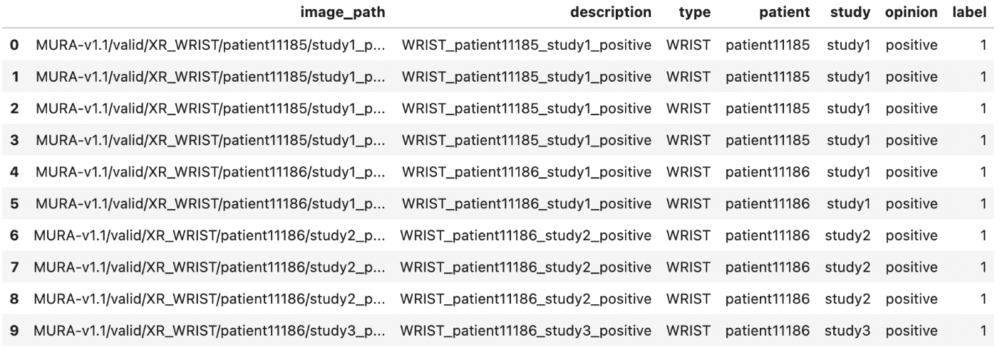 image_path description type patient study opinion label
0 MURA-v1.1/valid/XR_WRIST/patient11185/study1_p... WRIST_patient11185_study1_positive WRIST patient11185 study1 positive 1
1 MURA-v1.1/valid/XR_WRIST/patient11185/study1_p... WRIST_patient11185_study1_positive WRIST patient11185 study1 positive 1
2 MURA-v1.1/valid/XR_WRIST/patient11185/study1_p... WRIST_patient11185_study1_positive WRIST patient11185 study1 positive 1
3 MURA-v1.1/valid/XR_WRIST/patient11185/study1_p... WRIST_patient11185_study1_positive WRIST patient11185 study1 positive 1
4 MURA-v1.1/valid/XR_WRIST/patient11186/study1_p... WRIST_patient11186_study1_positive WRIST patient11186 study1 positive 1
5 MURA-v1.1/valid/XR_WRIST/patient11186/study1_p... WRIST_patient11186_study1_positive WRIST patient11186 study1 positive 1
6 MURA-v1.1/valid/XR_WRIST/patient11186/study2_p... WRIST_patient11186_study2_positive WRIST patient11186 study2 positive 1
7 MURA-v1.1/valid/XR_WRIST/patient11186/study2_p... WRIST_patient11186_study2_positive WRIST patient11186 study2 positive 1
8 MURA-v1.1/valid/XR_WRIST/patient11186/study2_p... WRIST_patient11186_study2_positive WRIST patient11186 study2 positive 1
9 MURA-v1.1/valid/XR_WRIST/patient11186/study3_p... WRIST_patient11186_study3_positive WRIST patient11186 study3 positive 1